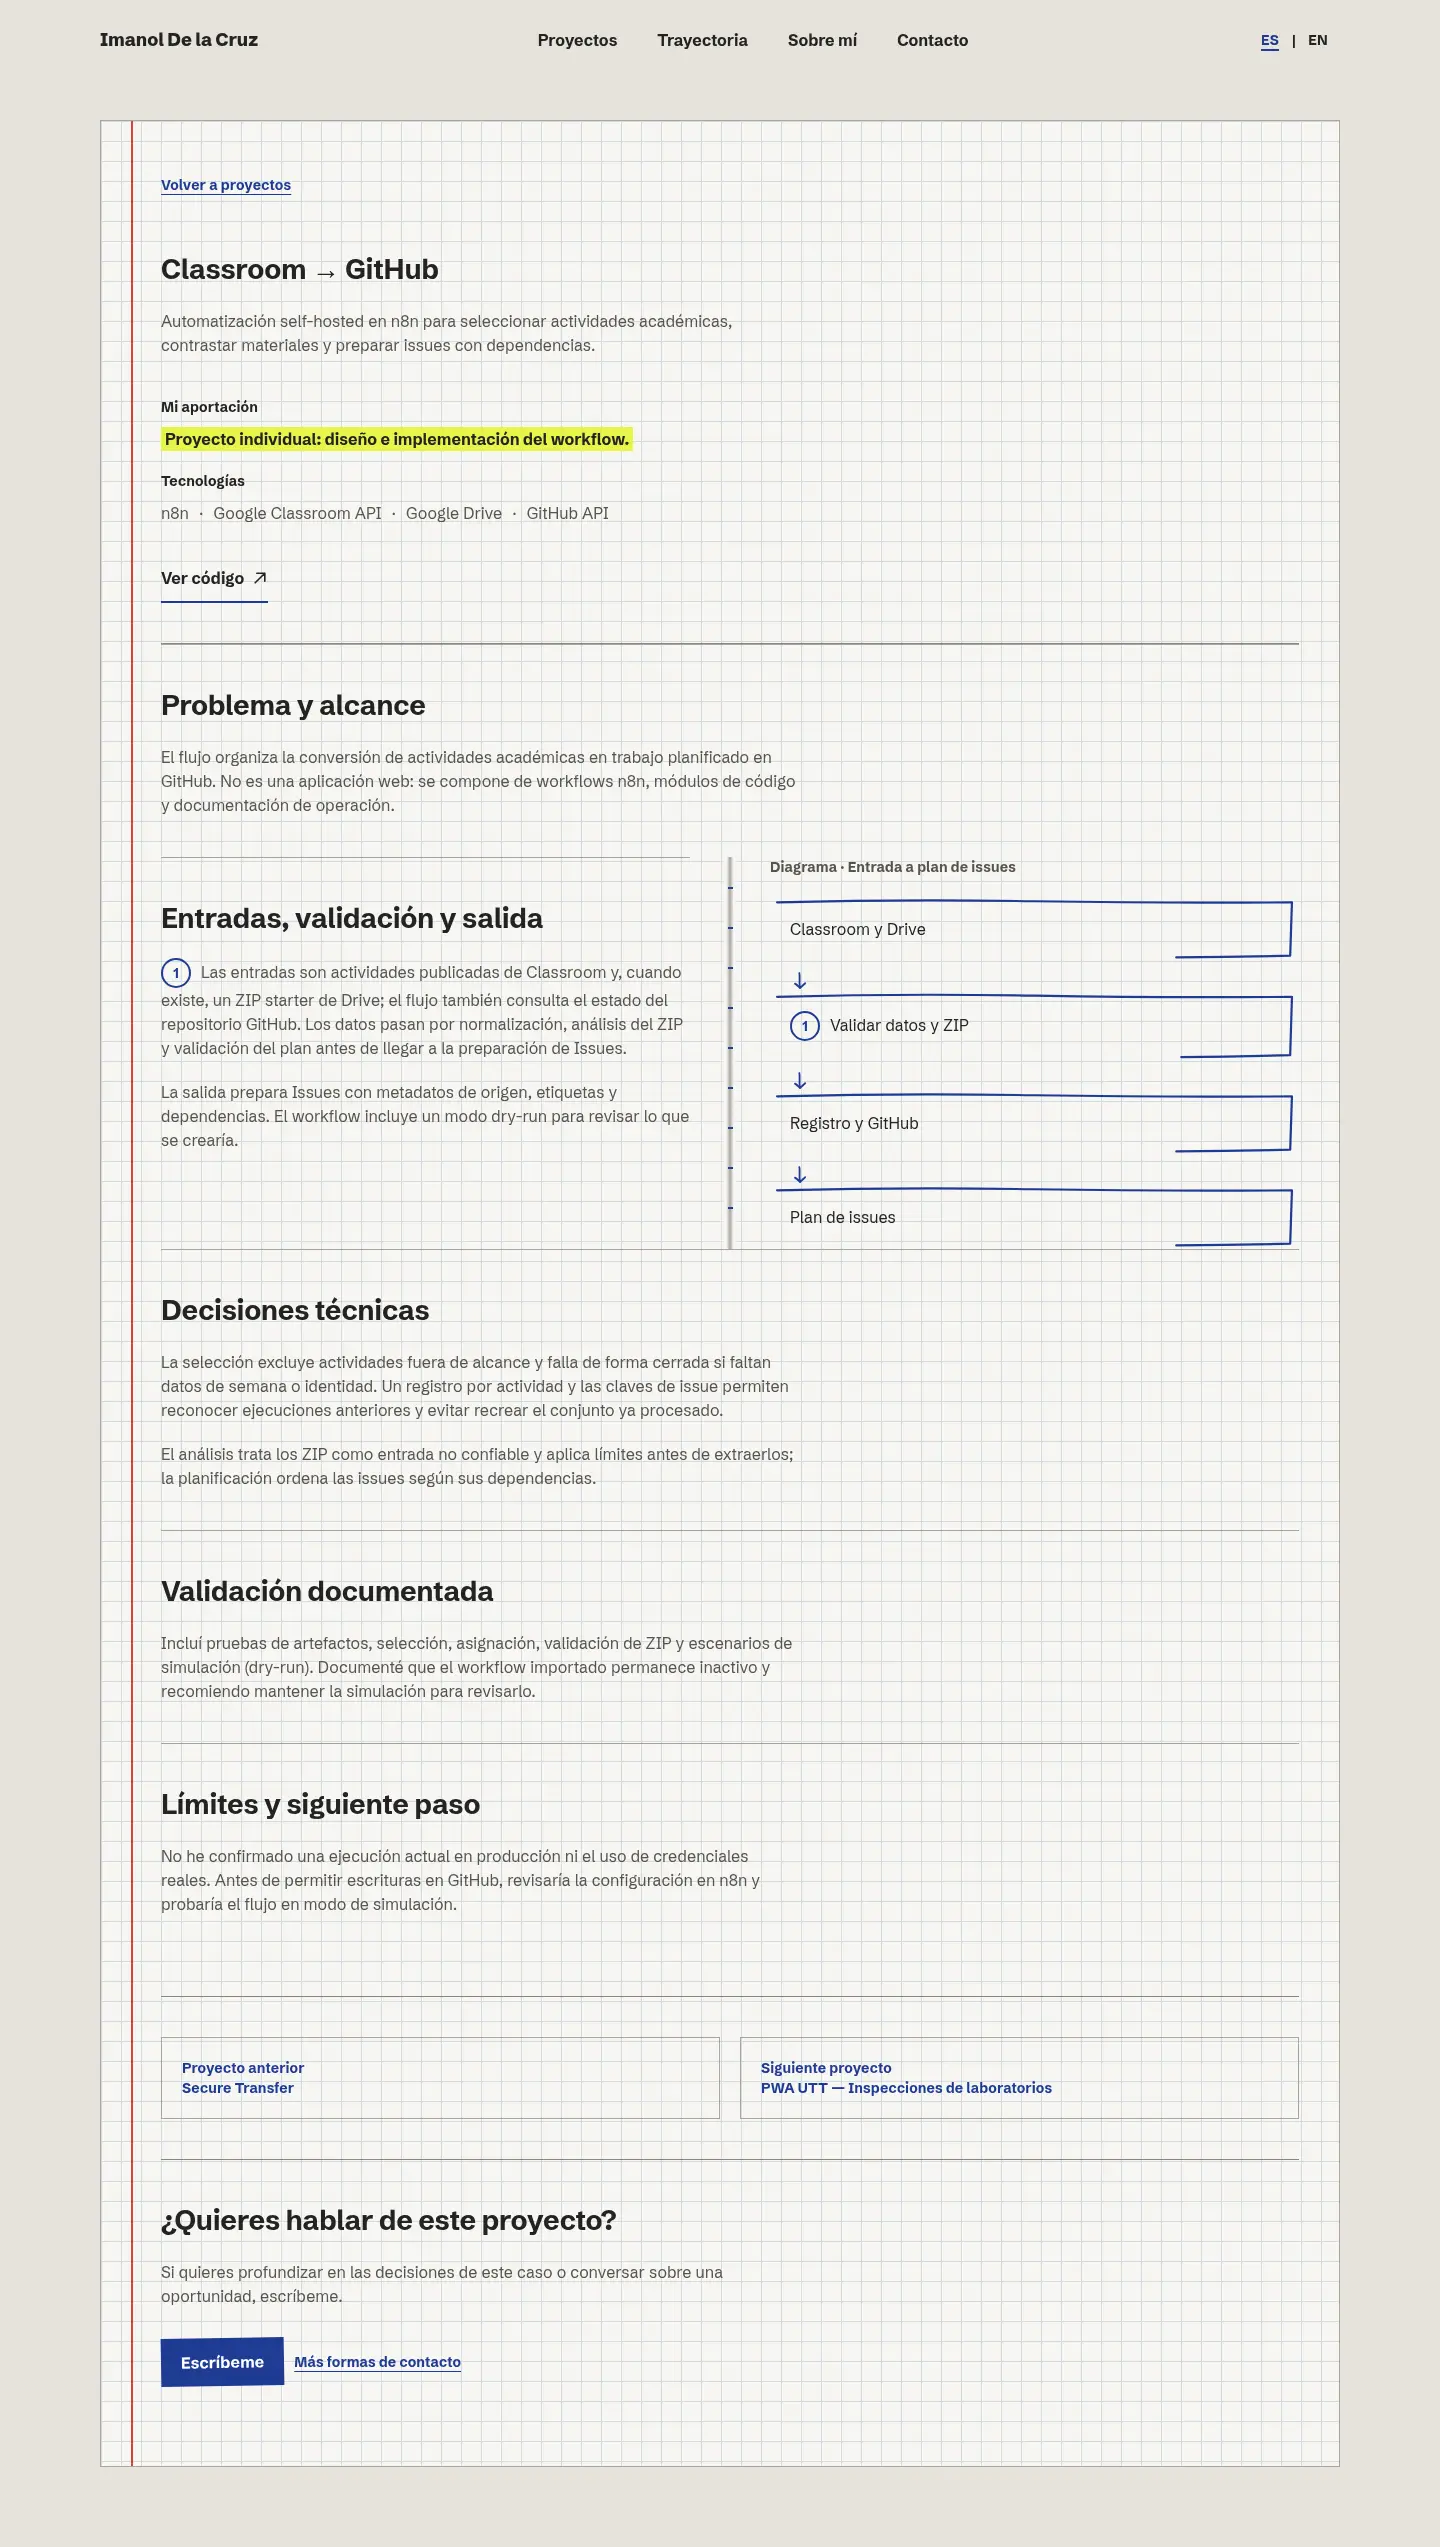 Imanol De la Cruz
Proyectos Trayectoria Sobre mí Contacto
ES | EN
Volver a proyectos
Classroom → GitHub
Automatización self-hosted en n8n para seleccionar actividades académicas,
contrastar materiales y preparar issues con dependencias.
Mi aportación
Proyecto individual: diseño e implementación del workflow.
Tecnologías
n8n · Google Classroom API · Google Drive · GitHub API
Ver código ↗
Problema y alcance
El flujo organiza la conversión de actividades académicas en trabajo planificado en
GitHub. No es una aplicación web: se compone de workflows n8n, módulos de código
y documentación de operación.
Entradas, validación y salida
1 Las entradas son actividades publicadas de Classroom y, cuando
existe, un ZIP starter de Drive; el flujo también consulta el estado del
repositorio GitHub. Los datos pasan por normalización, análisis del ZIP
y validación del plan antes de llegar a la preparación de Issues.
La salida prepara Issues con metadatos de origen, etiquetas y
dependencias. El workflow incluye un modo dry-run para revisar lo que
se crearía.
Diagrama · Entrada a plan de issues
Classroom y Drive
↓
1 Validar datos y ZIP
↓
Registro y GitHub
↓
Plan de issues
Decisiones técnicas
La selección excluye actividades fuera de alcance y falla de forma cerrada si faltan
datos de semana o identidad. Un registro por actividad y las claves de issue permiten
reconocer ejecuciones anteriores y evitar recrear el conjunto ya procesado.
El análisis trata los ZIP como entrada no confiable y aplica límites antes de extraerlos;
la planificación ordena las issues según sus dependencias.
Validación documentada
Incluí pruebas de artefactos, selección, asignación, validación de ZIP y escenarios de
simulación (dry-run). Documenté que el workflow importado permanece inactivo y
recomiendo mantener la simulación para revisarlo.
Límites y siguiente paso
No he confirmado una ejecución actual en producción ni el uso de credenciales
reales. Antes de permitir escrituras en GitHub, revisaría la configuración en n8n y
probaría el flujo en modo de simulación.
Proyecto anterior
Secure Transfer
Siguiente proyecto
PWA UTT — Inspecciones de laboratorios
¿Quieres hablar de este proyecto?
Si quieres profundizar en las decisiones de este caso o conversar sobre una
oportunidad, escríbeme.
Escríbeme
Más formas de contacto